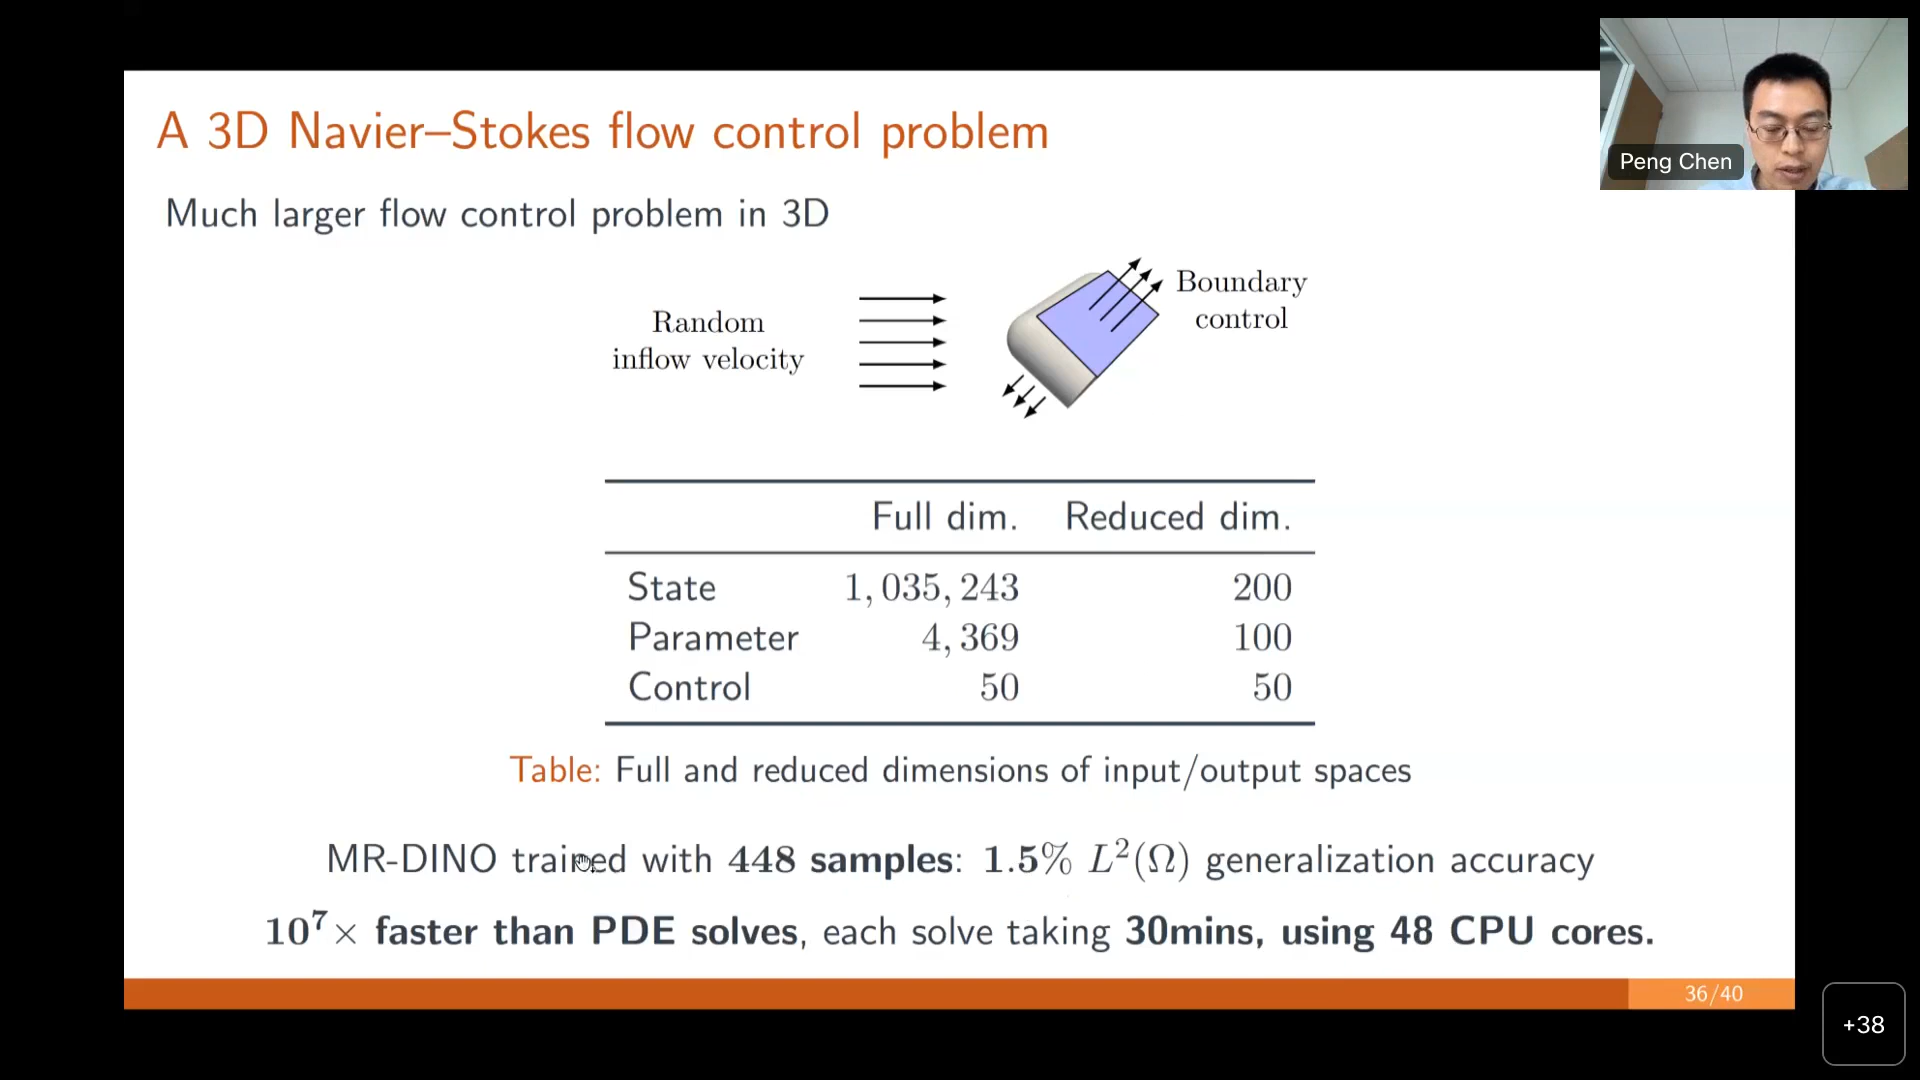 Peng Chen
A 3D Navier–Stokes flow control problem
Much larger flow control problem in 3D
Random
inflow velocity
Boundary
control
Full dim. Reduced dim.
State 1, 035, 243 200
Parameter 4, 369 100
Control 50 50
Table: Full and reduced dimensions of input/output spaces
MR-DINO trained with 448 samples: 1.5% L²(Ω) generalization accuracy
10⁷× faster than PDE solves, each solve taking 30mins, using 48 CPU cores.
36/40
+38